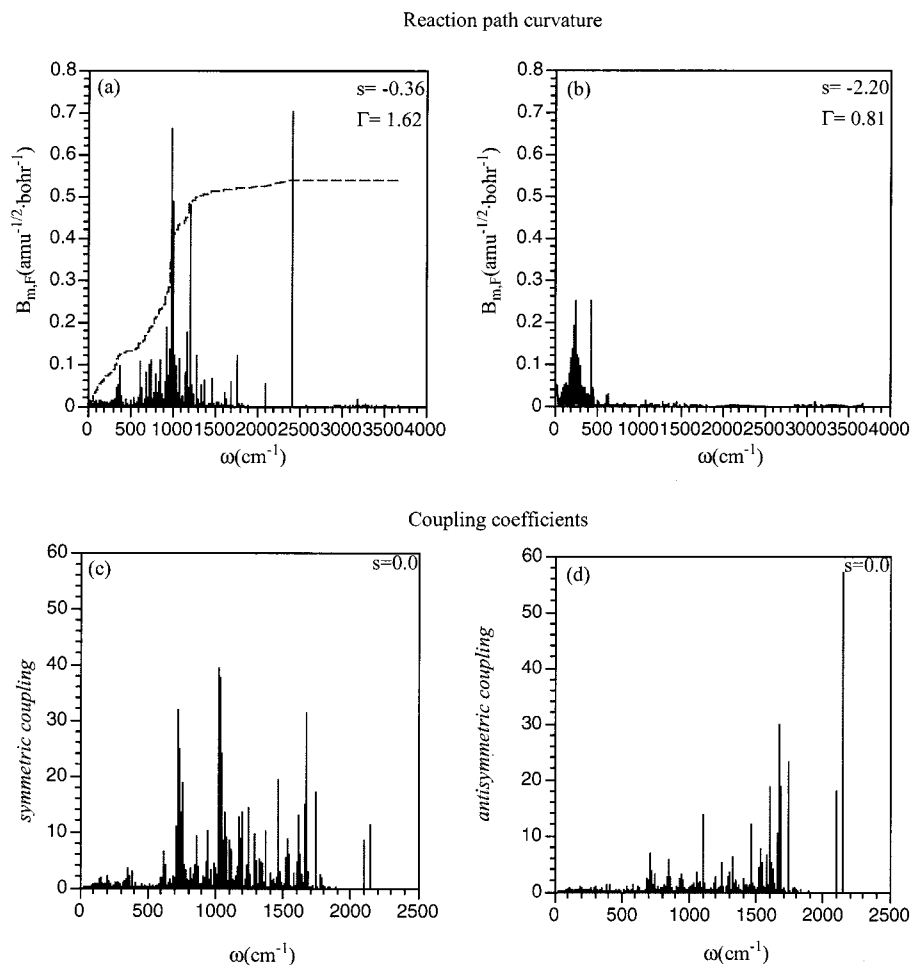 Reaction path curvature
(a)
s= -0.36
Γ= 1.62
0.8
0.7
0.6
0.5
0.4
0.3
0.2
0.1
0
B_{m,F}(amu^{-1/2}·bohr^{-1})
0 500 1000 1500 2000 2500 3000 3500 4000
ω(cm^{-1})
(b)
s= -2.20
Γ= 0.81
0.8
0.7
0.6
0.5
0.4
0.3
0.2
0.1
0
B_{m,F}(amu^{-1/2}·bohr^{-1})
0 500 1000 1500 2000 2500 3000 3500 4000
ω(cm^{-1})
Coupling coefficients
(c)
s=0.0
60
50
40
30
20
10
0
symmetric coupling
0 500 1000 1500 2000 2500
ω(cm^{-1})
(d)
s=0.0
60
50
40
30
20
10
0
antisymmetric coupling
0 500 1000 1500 2000 2500
ω(cm^{-1})